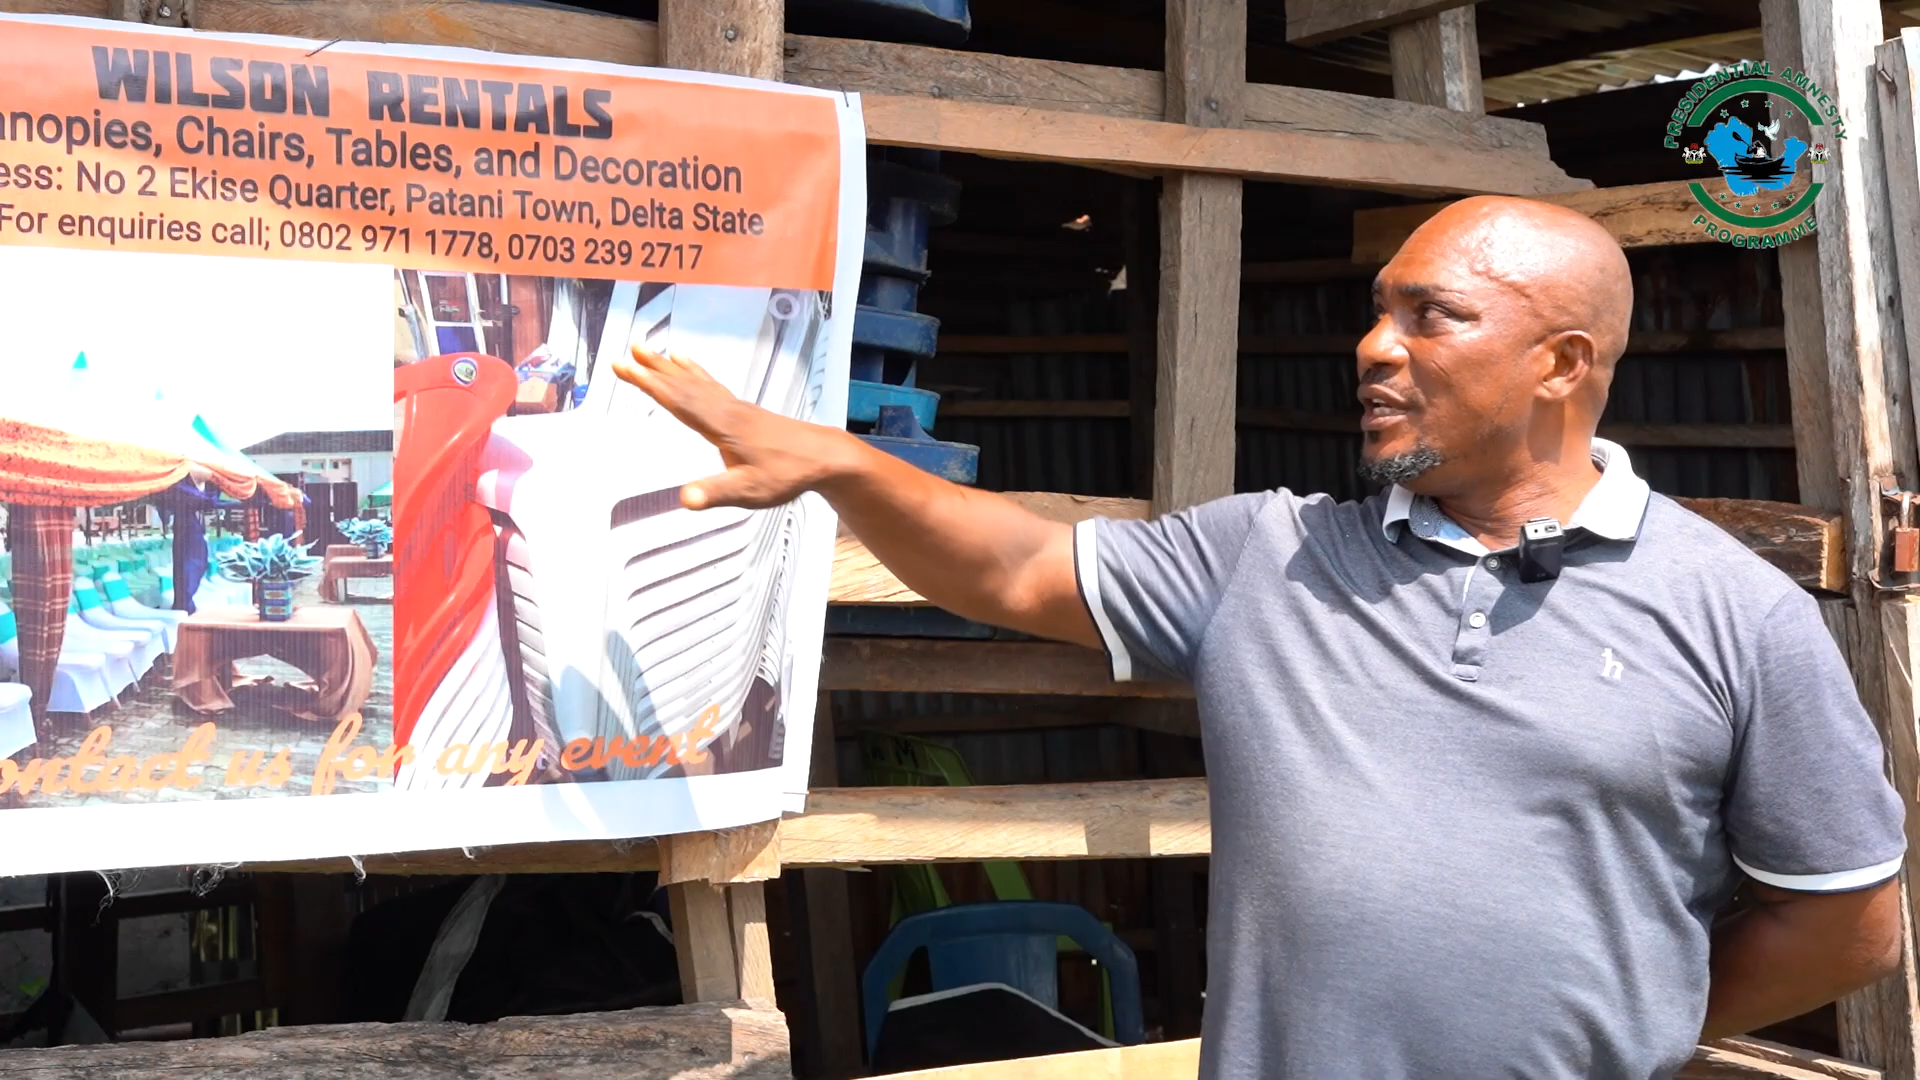 WILSON RENTALS
anopies, Chairs, Tables, and Decoration
ess: No 2 Ekise Quarter, Patani Town, Delta State
For enquiries call; 0802 971 1778, 0703 239 2717
ontact us for any event
PRESIDENTIAL AMNESTY
PROGRAMME
h